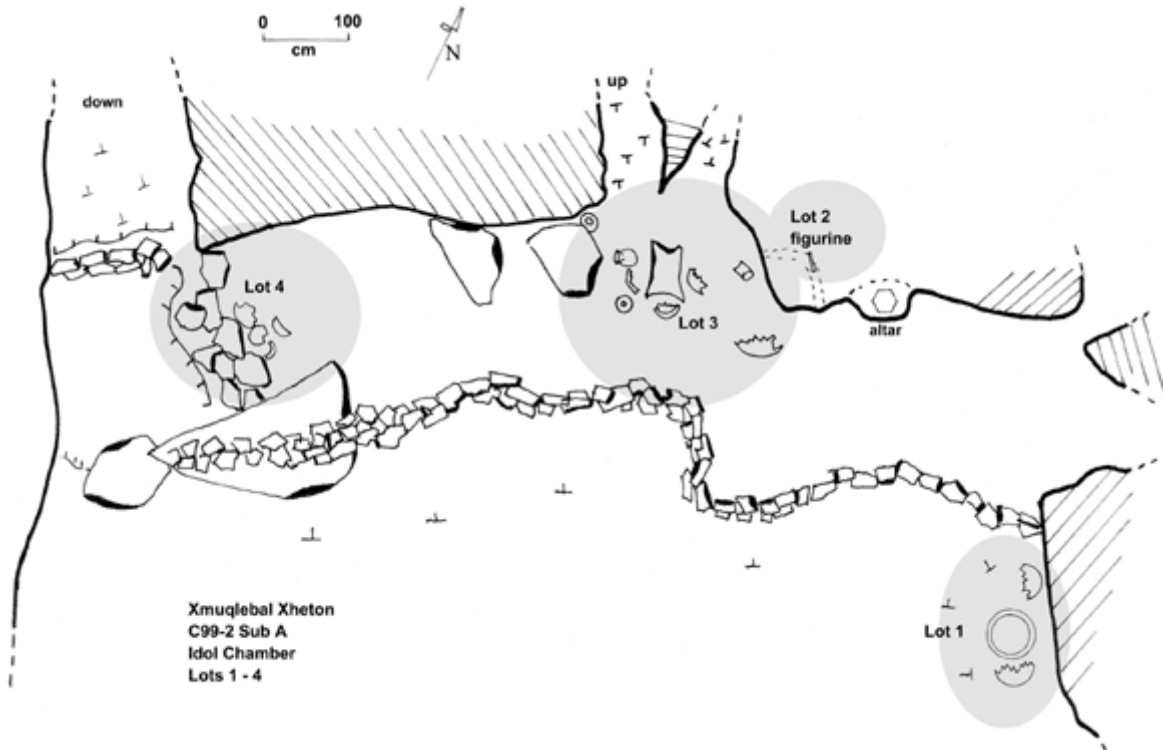 0 100
cm
N
down
up
Lot 2
figurine
Lot 4
Lot 3
altar
Xmuqlebal Xheton
C99-2 Sub A
Idol Chamber
Lots 1 - 4
Lot 1